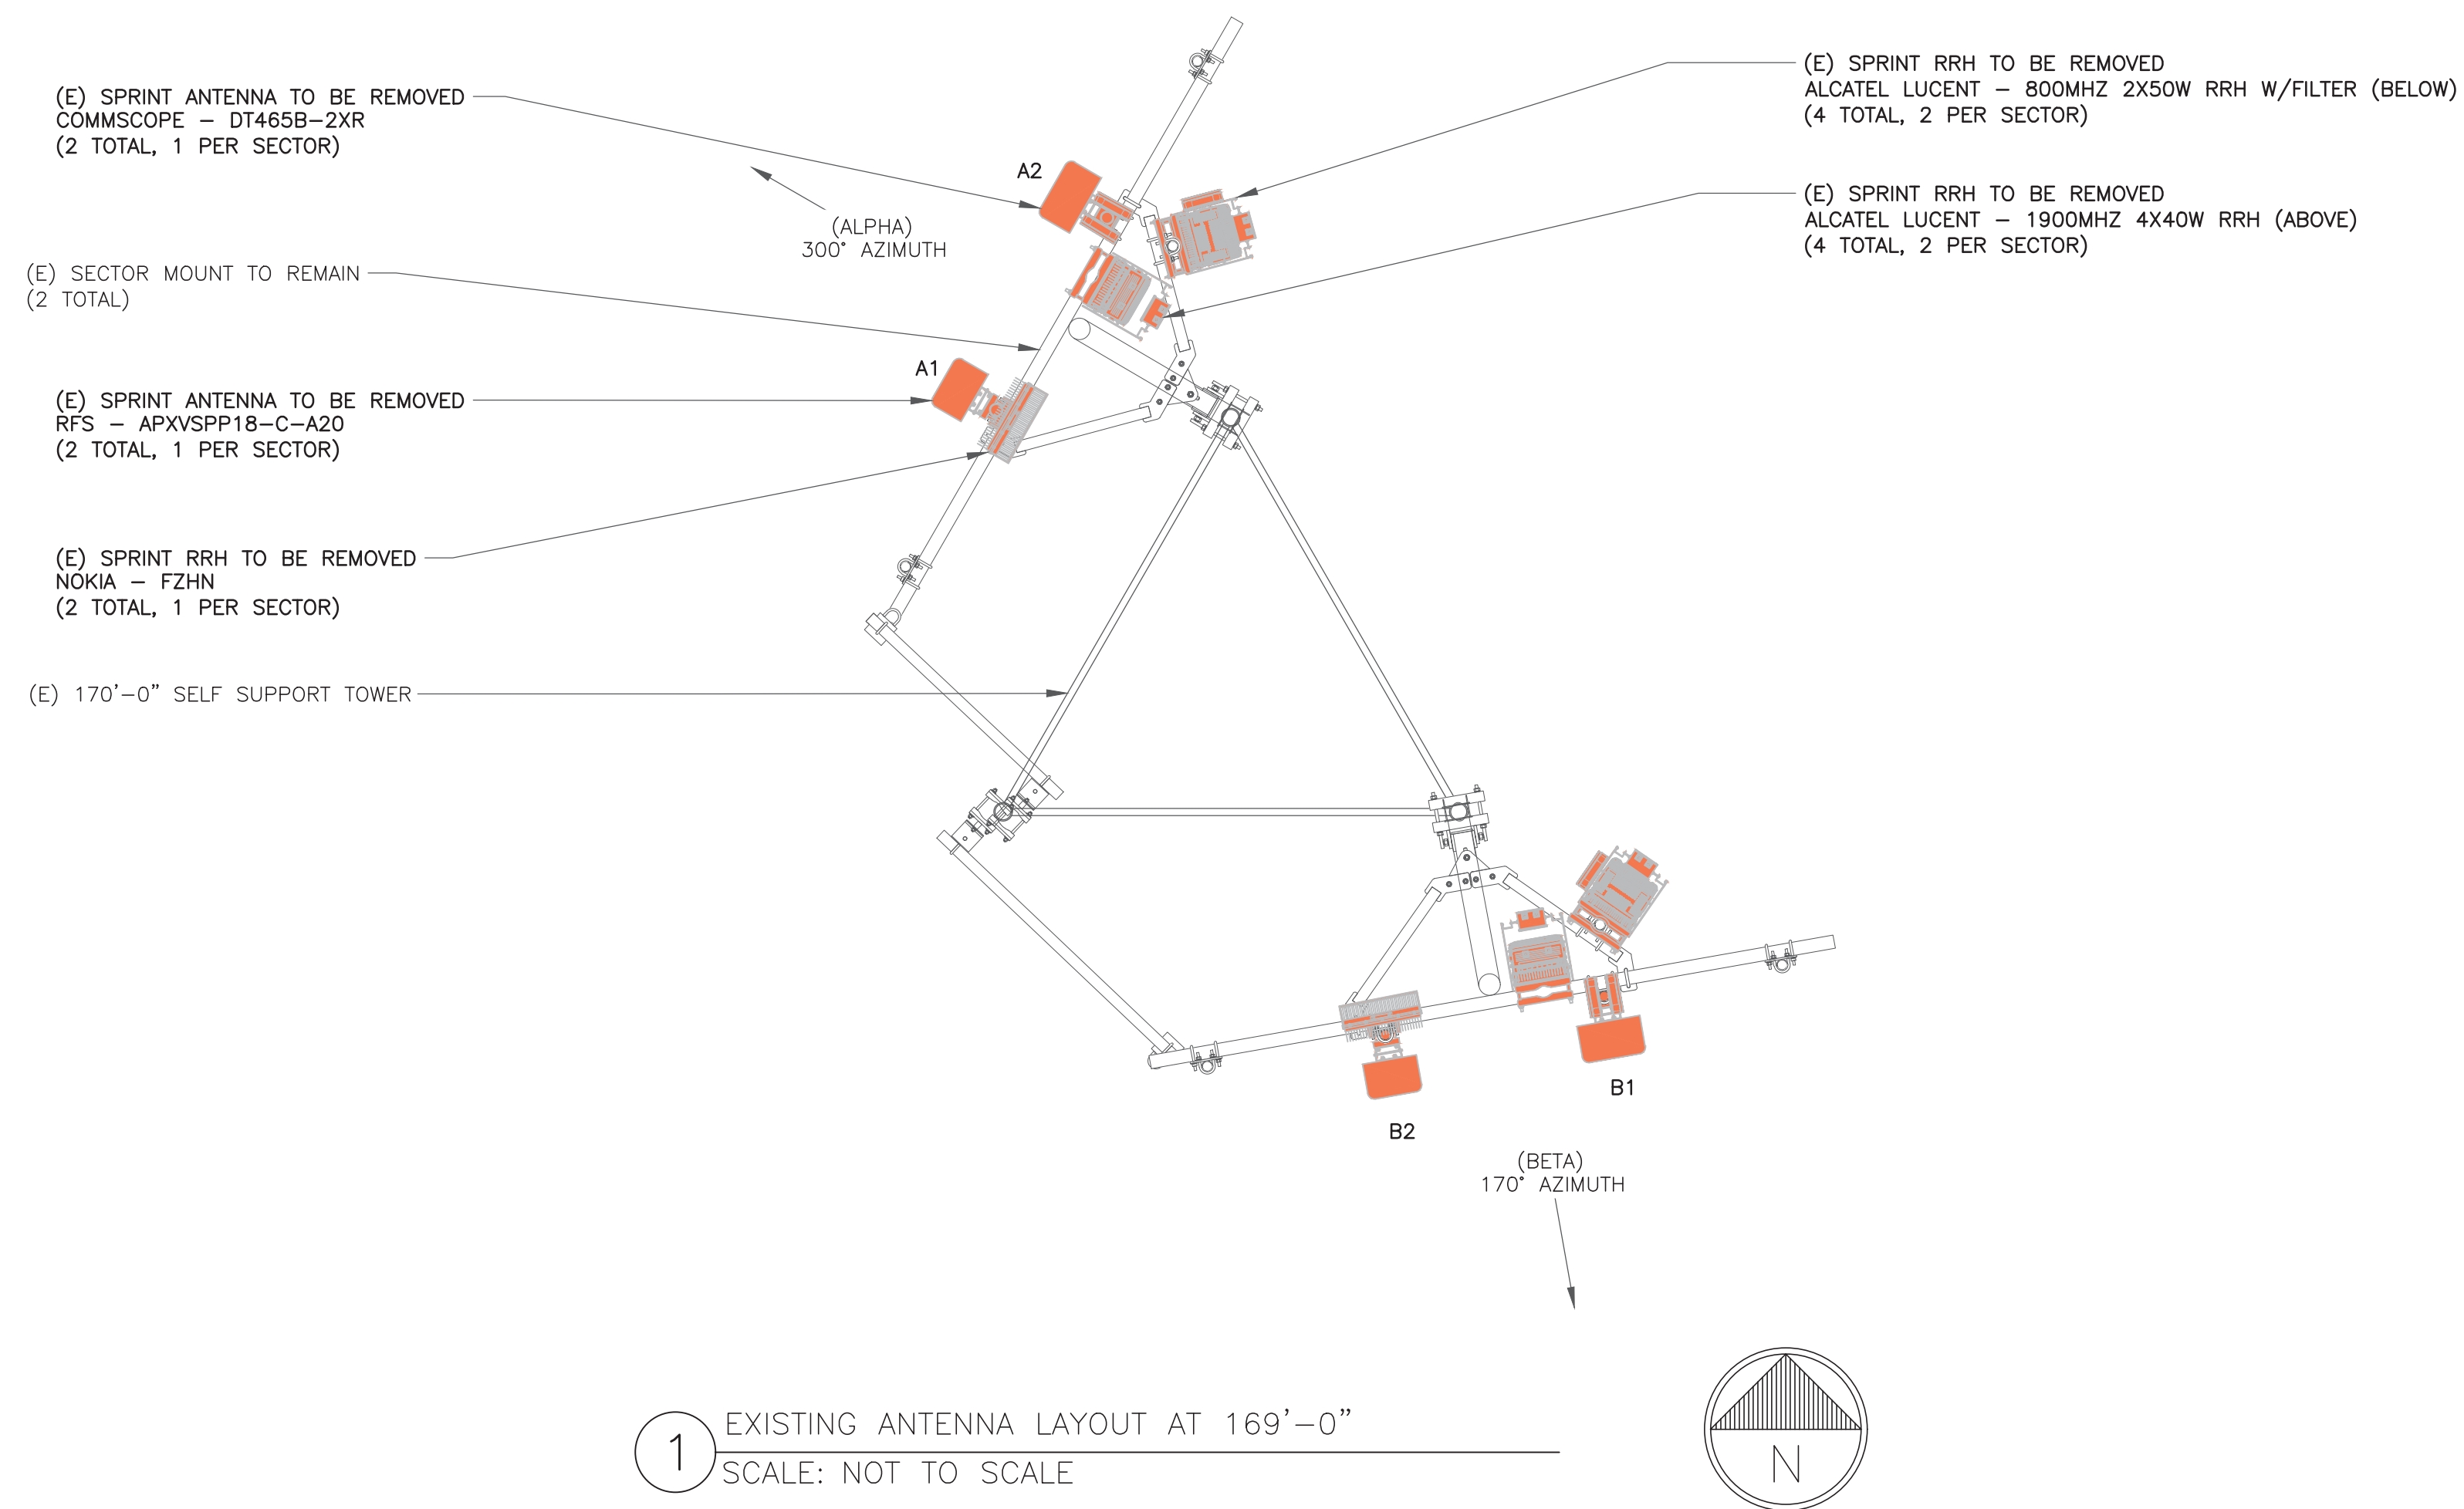 (E) SPRINT ANTENNA TO BE REMOVED
COMMSCOPE – DT465B–2XR
(2 TOTAL, 1 PER SECTOR)
(E) SECTOR MOUNT TO REMAIN
(2 TOTAL)
(E) SPRINT ANTENNA TO BE REMOVED
RFS – APXVSPP18–C–A20
(2 TOTAL, 1 PER SECTOR)
(E) SPRINT RRH TO BE REMOVED
NOKIA – FZHN
(2 TOTAL, 1 PER SECTOR)
(E) 170'–0" SELF SUPPORT TOWER
A2
(ALPHA)
300° AZIMUTH
A1
(E) SPRINT RRH TO BE REMOVED
ALCATEL LUCENT – 800MHZ 2X50W RRH W/FILTER (BELOW)
(4 TOTAL, 2 PER SECTOR)
(E) SPRINT RRH TO BE REMOVED
ALCATEL LUCENT – 1900MHZ 4X40W RRH (ABOVE)
(4 TOTAL, 2 PER SECTOR)
B1
B2
(BETA)
170° AZIMUTH
1
EXISTING ANTENNA LAYOUT AT 169'–0"
SCALE: NOT TO SCALE
N